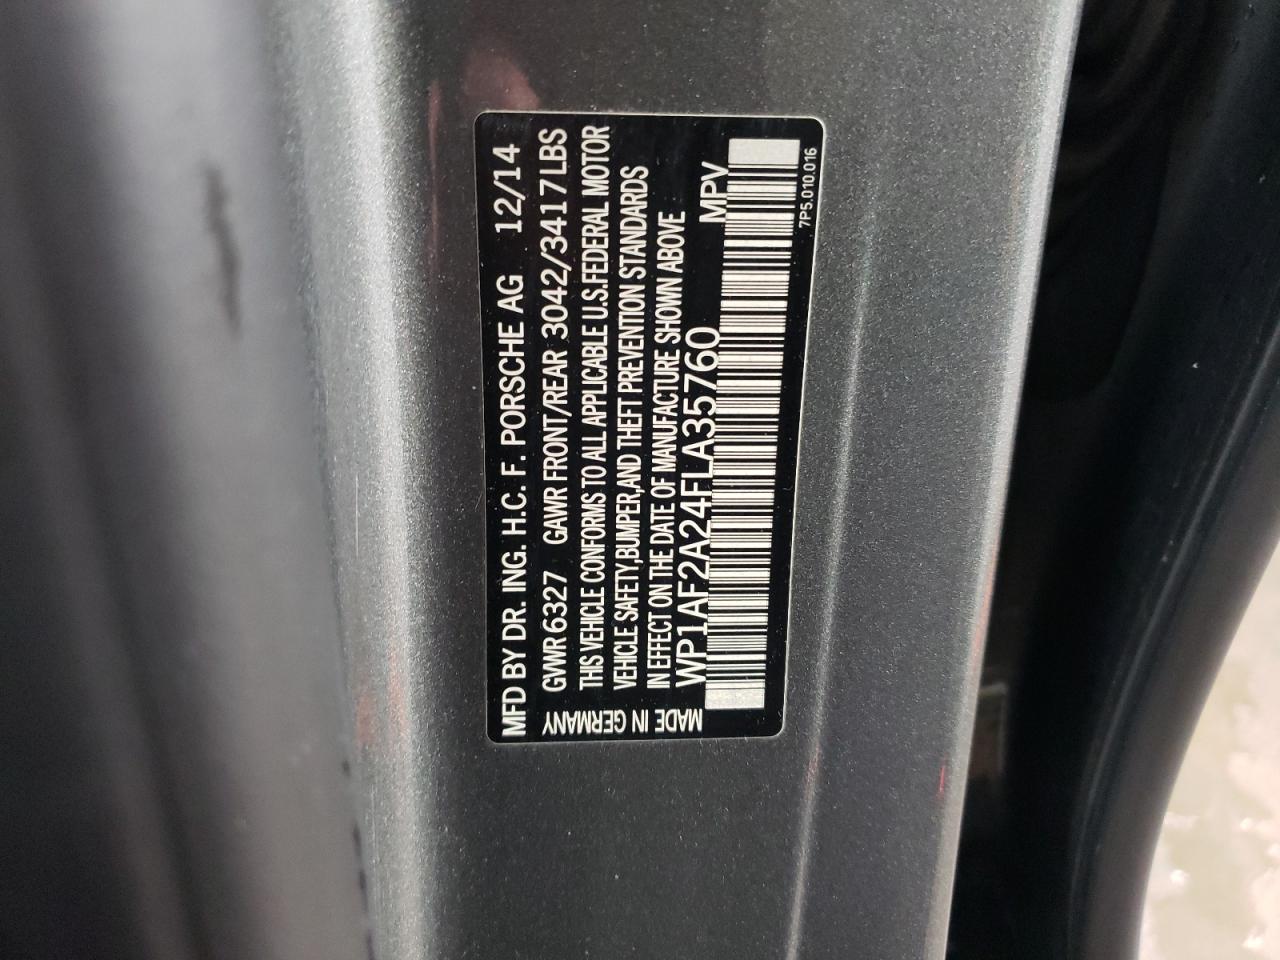 MFD BY DR. ING. H.C. F. PORSCHE AG 12/14
GVWR 6327 GAWR FRONT/REAR 3042/3417 LBS
THIS VEHICLE CONFORMS TO ALL APPLICABLE U.S.FEDERAL MOTOR
VEHICLE SAFETY,BUMPER,AND THEFT PREVENTION STANDARDS
IN EFFECT ON THE DATE OF MANUFACTURE SHOWN ABOVE
WP1AF2A24FLA35760 MPV
7P5.010.016
MADE IN GERMANY